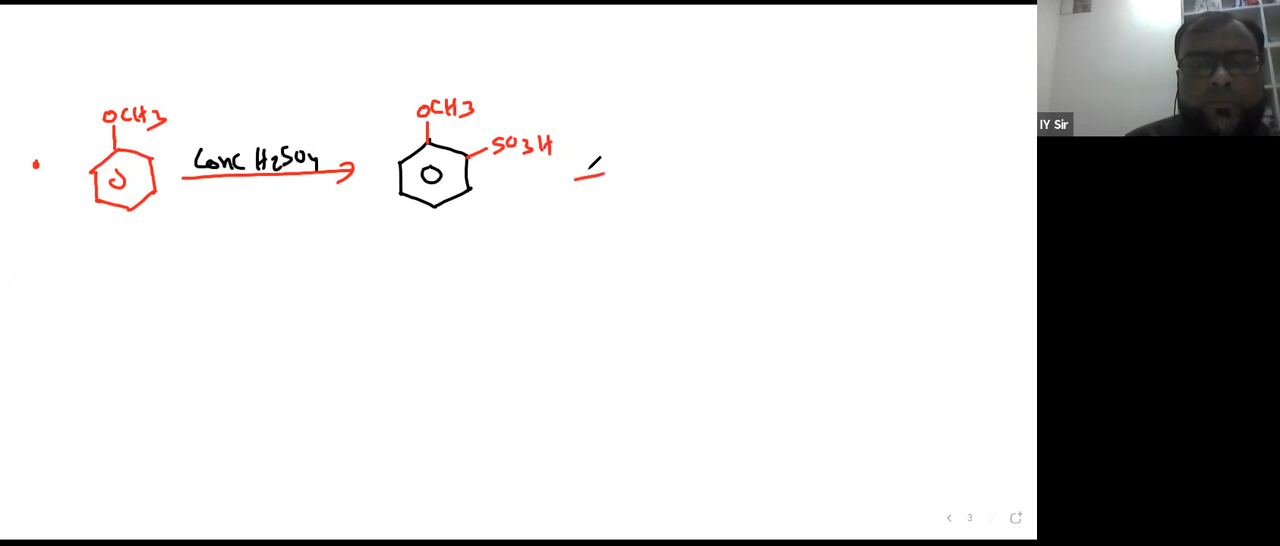 OCH3
Conc H2SO4
OCH3
SO3H
IY Sir
3